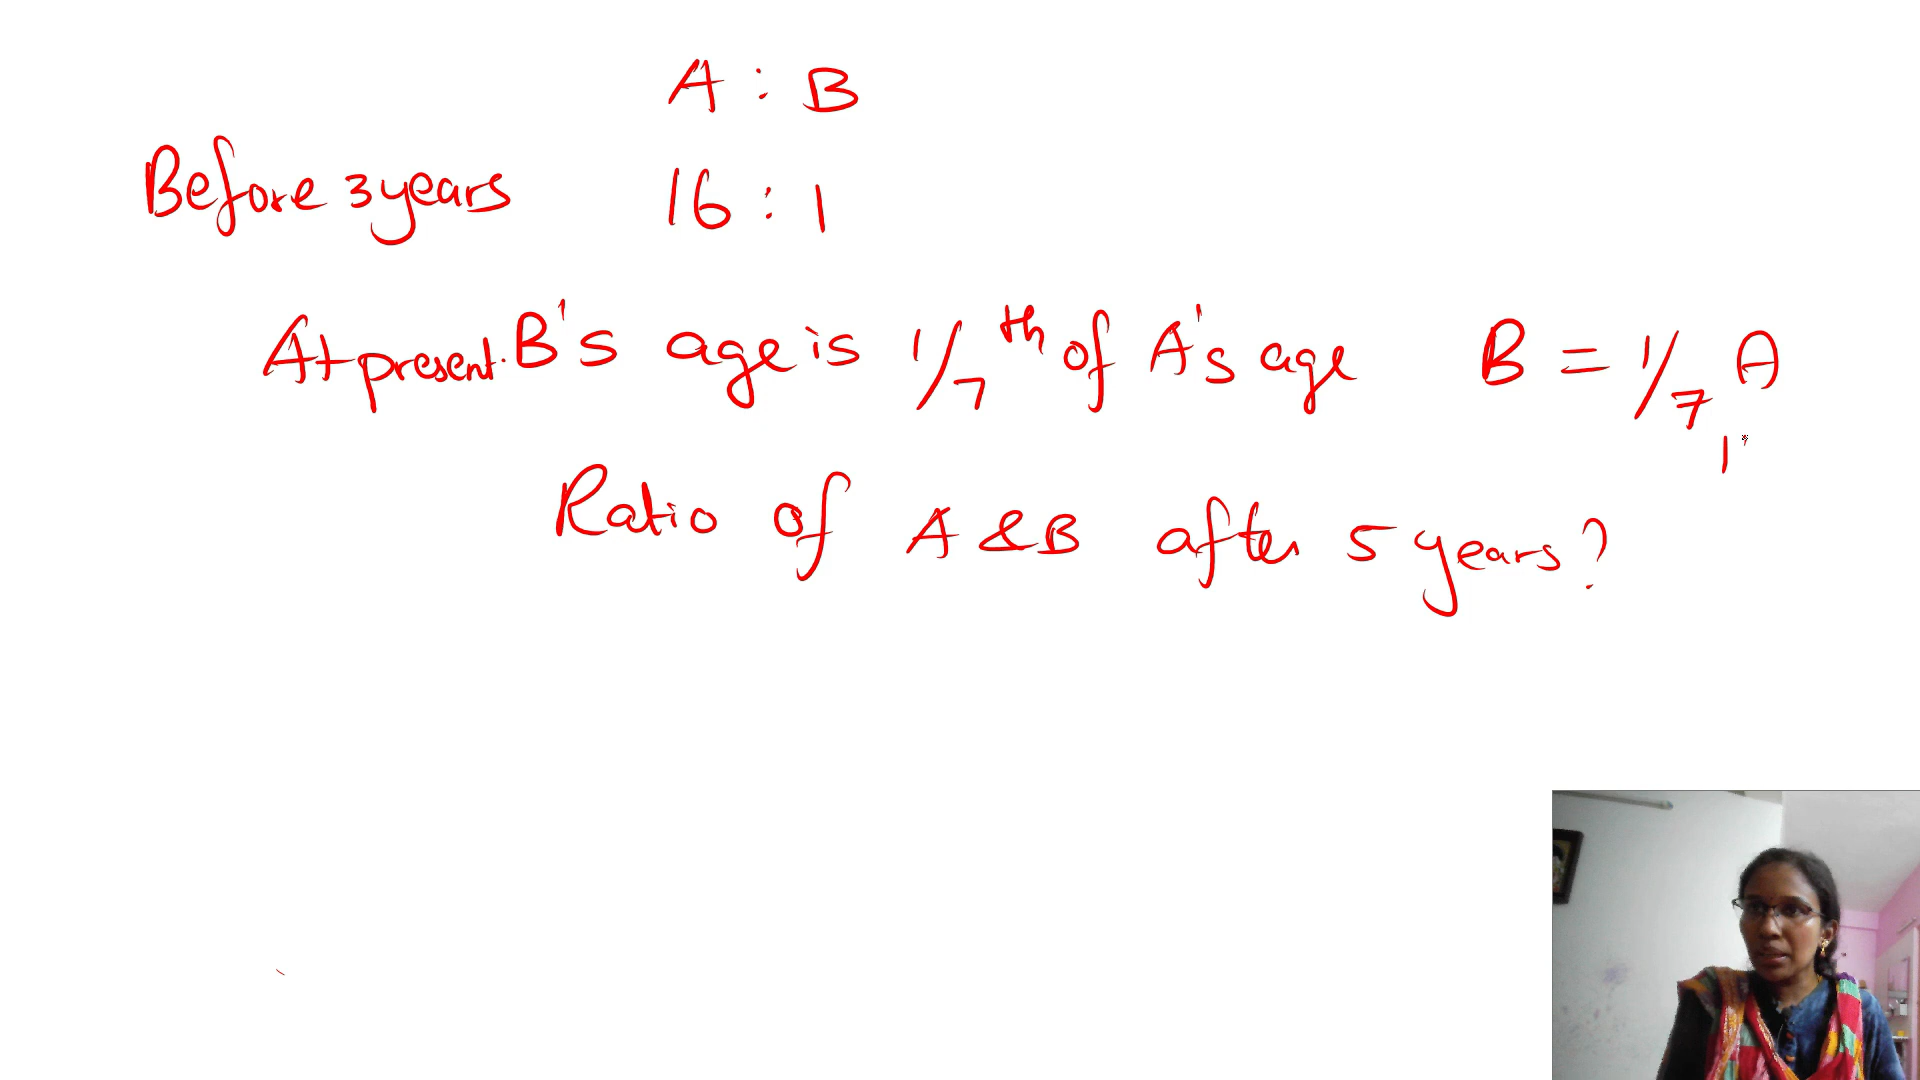 A : B
Before 3 years 16 : 1
At present. B's age is 1/7th of A's age B = 1/7 A
1
Ratio of A & B after 5 years?